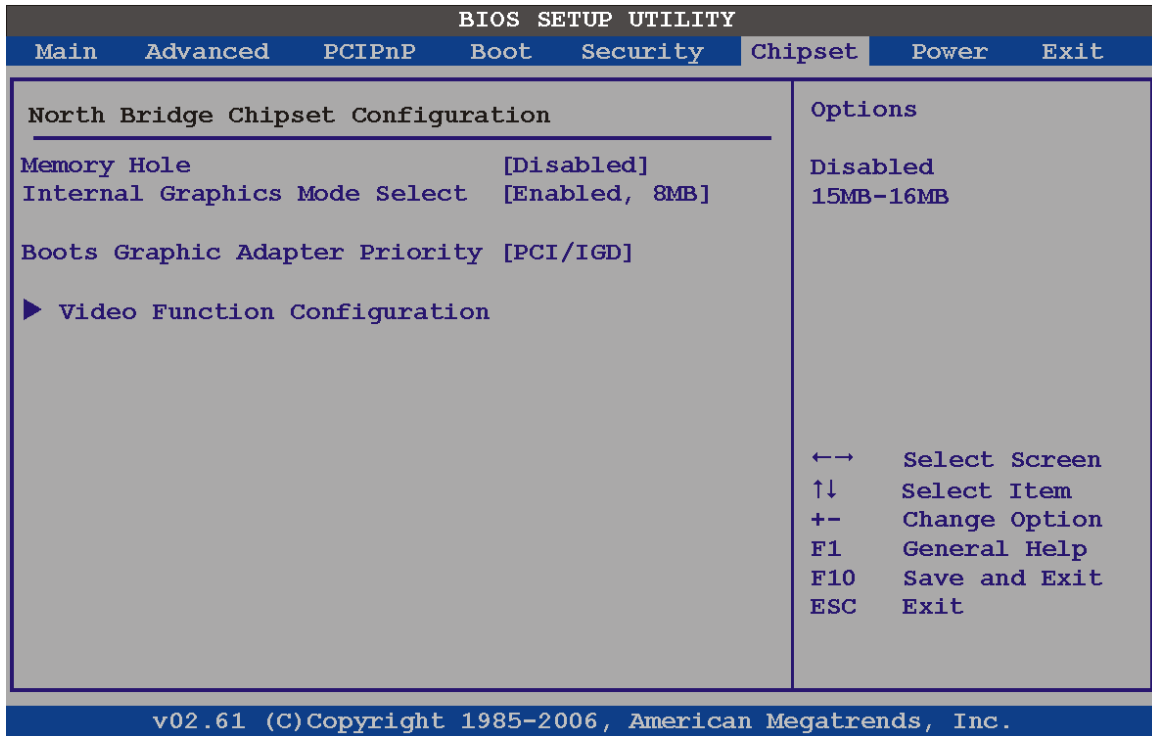 BIOS SETUP UTILITY
Main Advanced PCIPnP Boot Security Chipset Power Exit
North Bridge Chipset Configuration
Memory Hole [Disabled]
Internal Graphics Mode Select [Enabled, 8MB]
Boots Graphic Adapter Priority [PCI/IGD]
▶ Video Function Configuration
Options
Disabled
15MB-16MB
←→ Select Screen
↑↓ Select Item
+- Change Option
F1 General Help
F10 Save and Exit
ESC Exit
v02.61 (C)Copyright 1985-2006, American Megatrends, Inc.